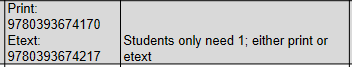 Print:
9780393674170
Etext:
9780393674217
Students only need 1; either print or
etext